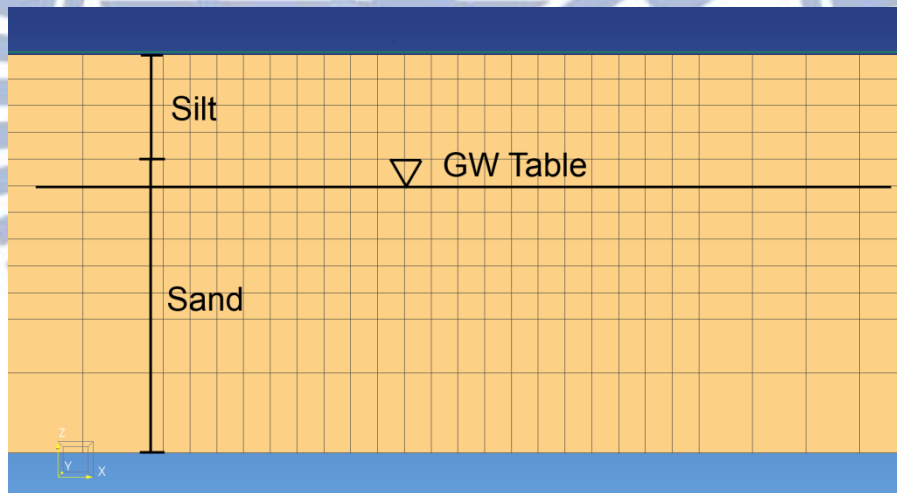 Silt
GW Table
Sand
Z
Y
X